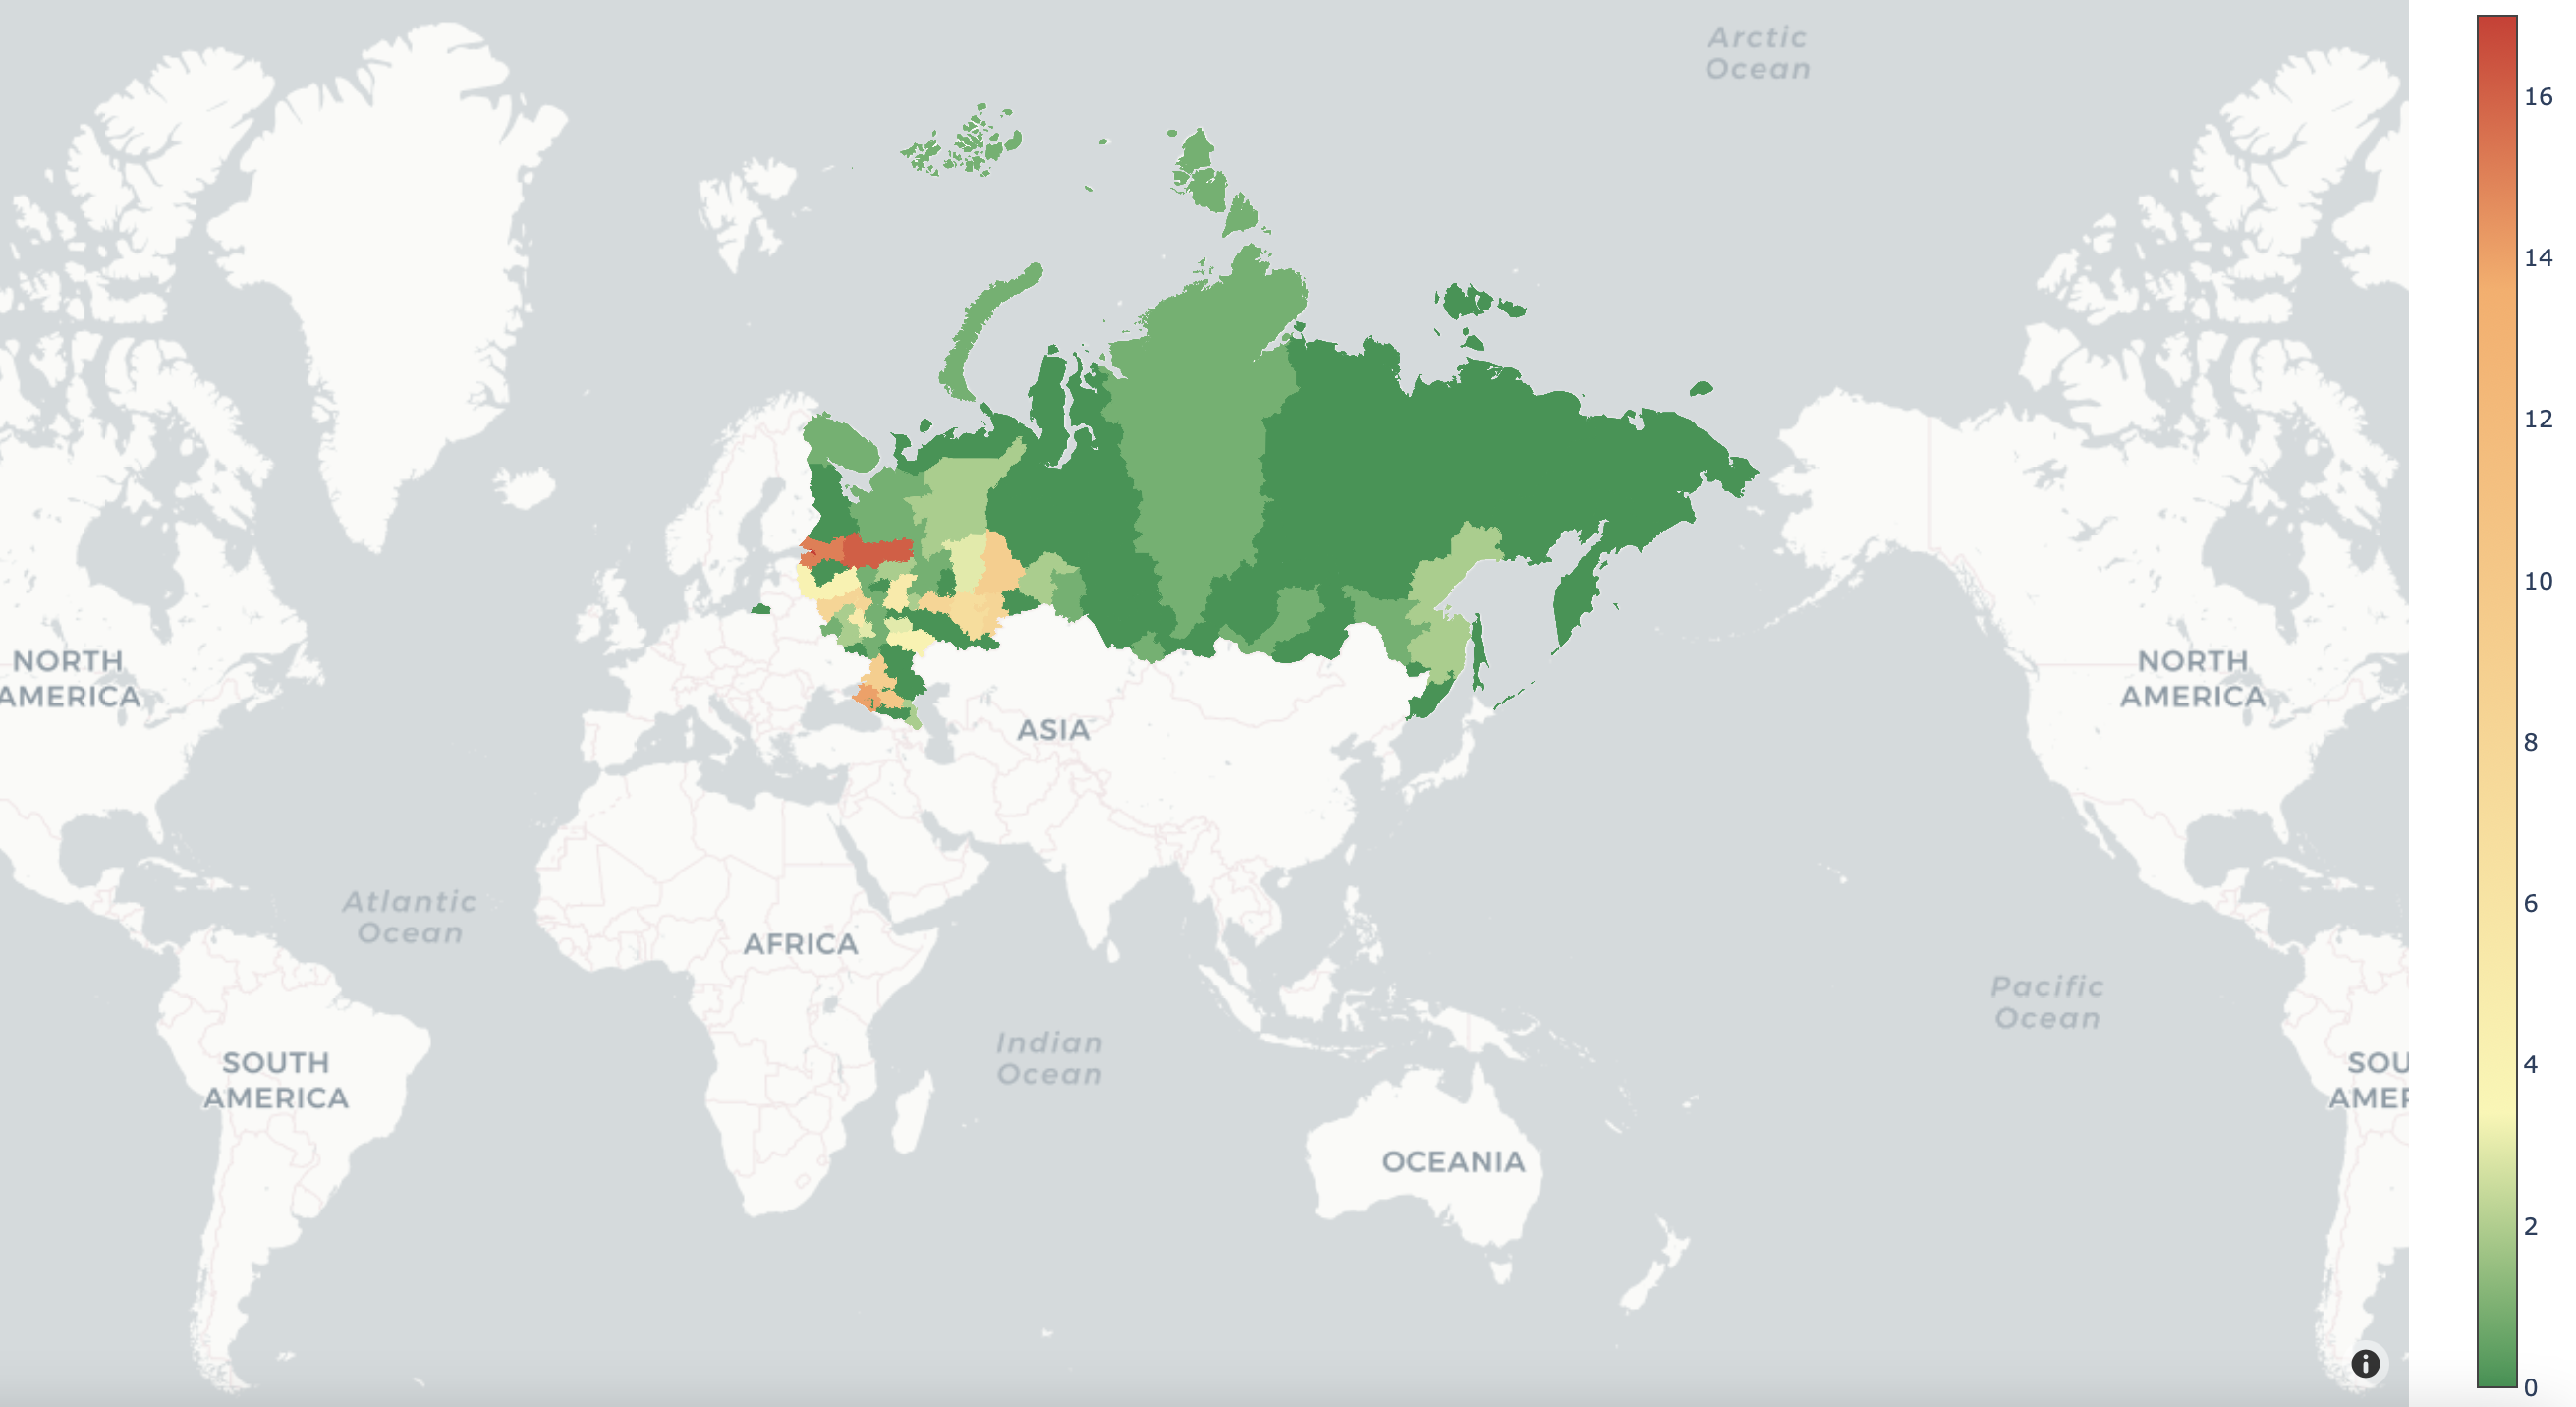 Arctic
Ocean
NORTH
AMERICA
NORTH
AMERICA
ASIA
Atlantic
Ocean
AFRICA
Pacific
Ocean
Indian
Ocean
SOUTH
AMERICA
SOU
AMER
OCEANIA
16
14
12
10
8
6
4
2
0